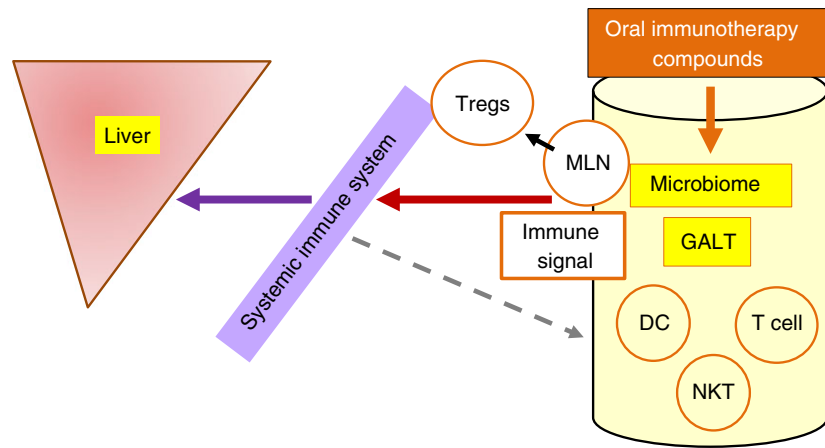 Oral immunotherapy
compounds
Liver
Tregs
MLN
Microbiome
Systemic immune system
Immune
signal
GALT
DC
T cell
NKT